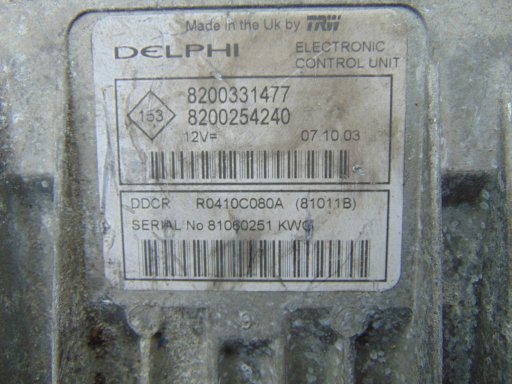 Made in the Uk by TRW
DELPHI ELECTRONIC
CONTROL UNIT
153
8200331477
8200254240
12V= 07.10.03
DDCR R0410C080A (81011B)
SERIAL No 81060251 KWG